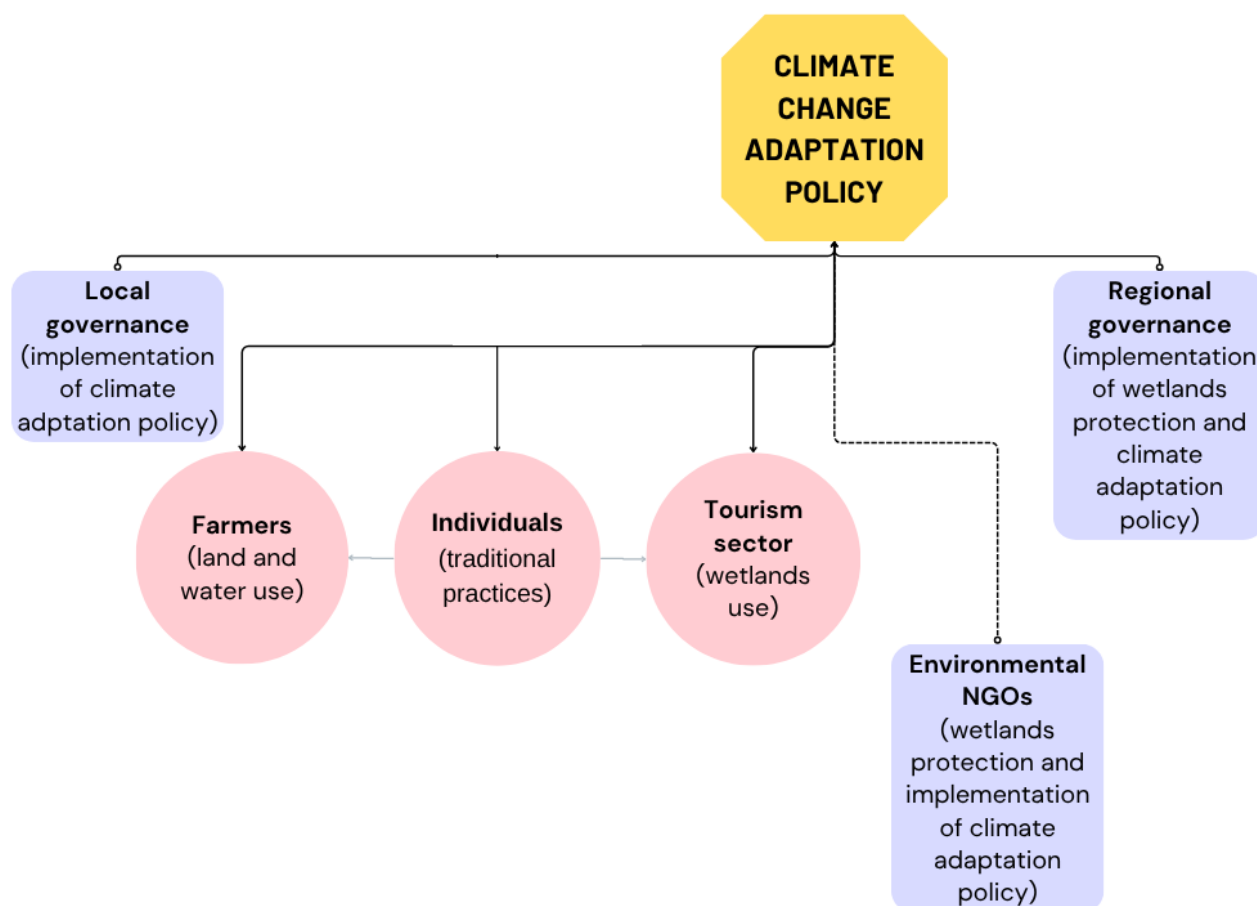 CLIMATE
CHANGE
ADAPTATION
POLICY
Local
governance
(implementation
of climate
adptation policy)
Regional
governance
(implementation
of wetlands
protection and
climate
adaptation
policy)
Farmers
(land and
water use)
Individuals
(traditional
practices)
Tourism
sector
(wetlands
use)
Environmental
NGOs
(wetlands
protection and
implementation
of climate
adaptation
policy)